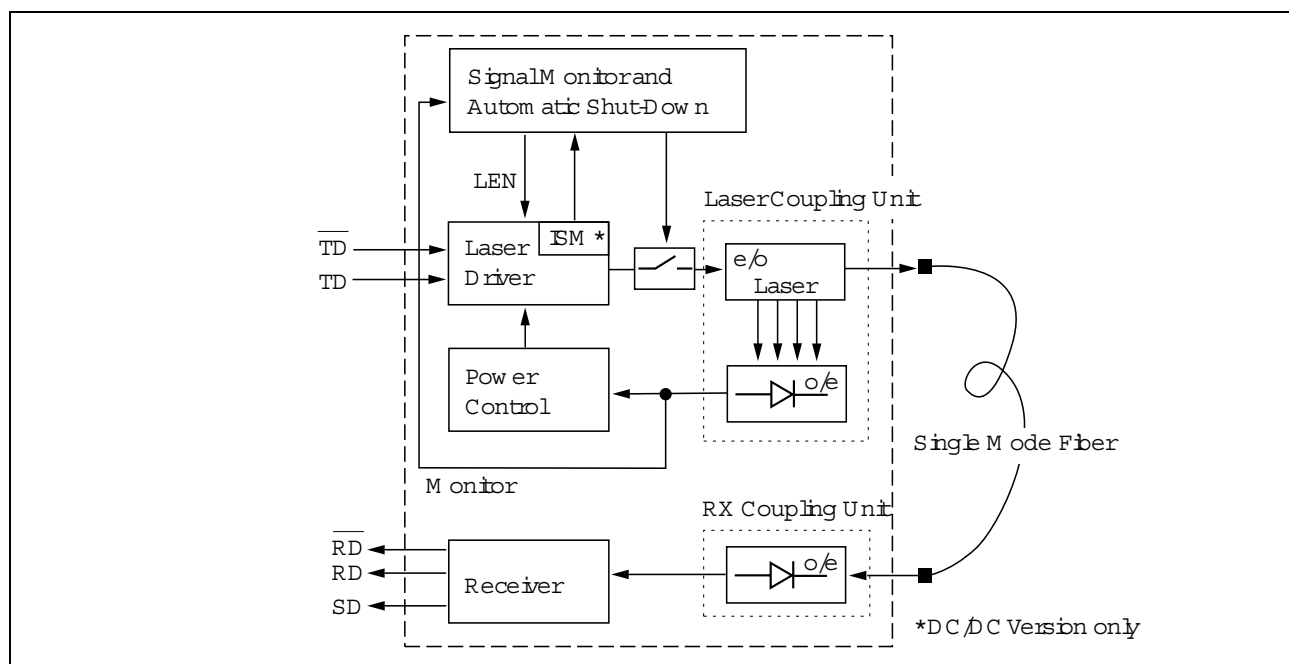 Signal Monitor and
Automatic Shut-Down
LEN
Laser Coupling Unit
TD
TD
Laser
Driver
ISM*
e/o
Laser
Power
Control
o/e
Single Mode Fiber
Monitor
RX Coupling Unit
RD
RD
SD
Receiver
o/e
*DC/DC Version only